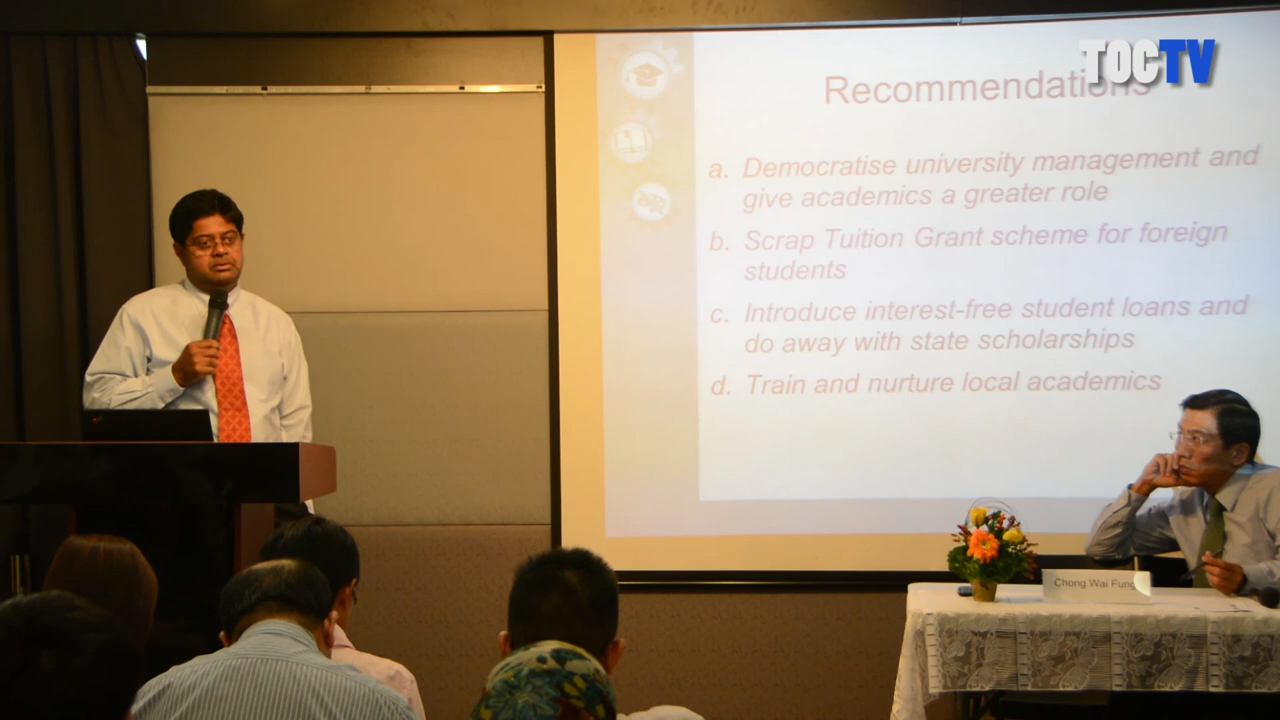 TOCTV
Recommendations
a. Democratise university management and
give academics a greater role
b. Scrap Tuition Grant scheme for foreign
students
c. Introduce interest-free student loans and
do away with state scholarships
d. Train and nurture local academics
Chong Wai Fung